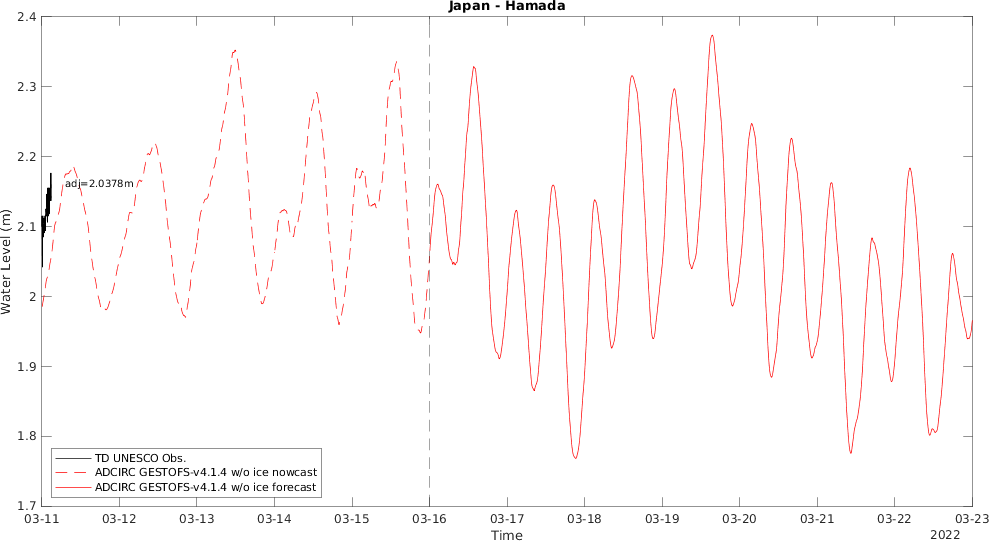 Japan - Hamada
2.4
2.3
2.2
2.1
2
1.9
1.8
1.7
Water Level (m)
adj=2.0378m
TD UNESCO Obs.
ADCIRC GESTOFS-v4.1.4 w/o ice nowcast
ADCIRC GESTOFS-v4.1.4 w/o ice forecast
03-11 03-12 03-13 03-14 03-15 03-16 03-17 03-18 03-19 03-20 03-21 03-22 03-23
Time
2022